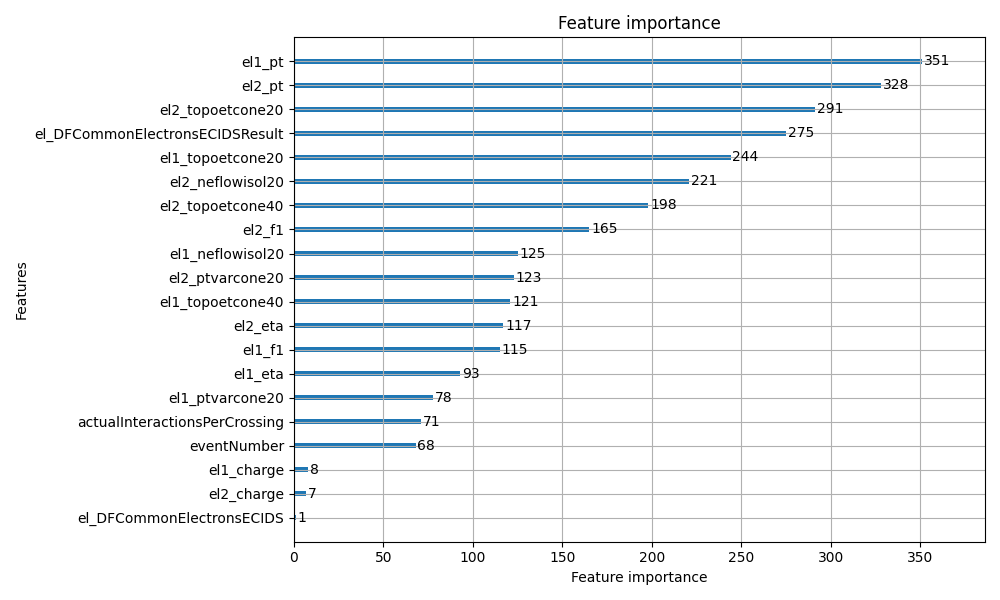 Feature importance
el1_pt 351
el2_pt 328
el2_topoetcone20 291
el_DFCommonElectronsECIDSResult 275
el1_topoetcone20 244
el2_neflowisol20 221
el2_topoetcone40 198
el2_f1 165
el1_neflowisol20 125
el2_ptvarcone20 123
el1_topoetcone40 121
el2_eta 117
el1_f1 115
el1_eta 93
el1_ptvarcone20 78
actualInteractionsPerCrossing 71
eventNumber 68
el1_charge 8
el2_charge 7
el_DFCommonElectronsECIDS 1
Features
0 50 100 150 200 250 300 350
Feature importance